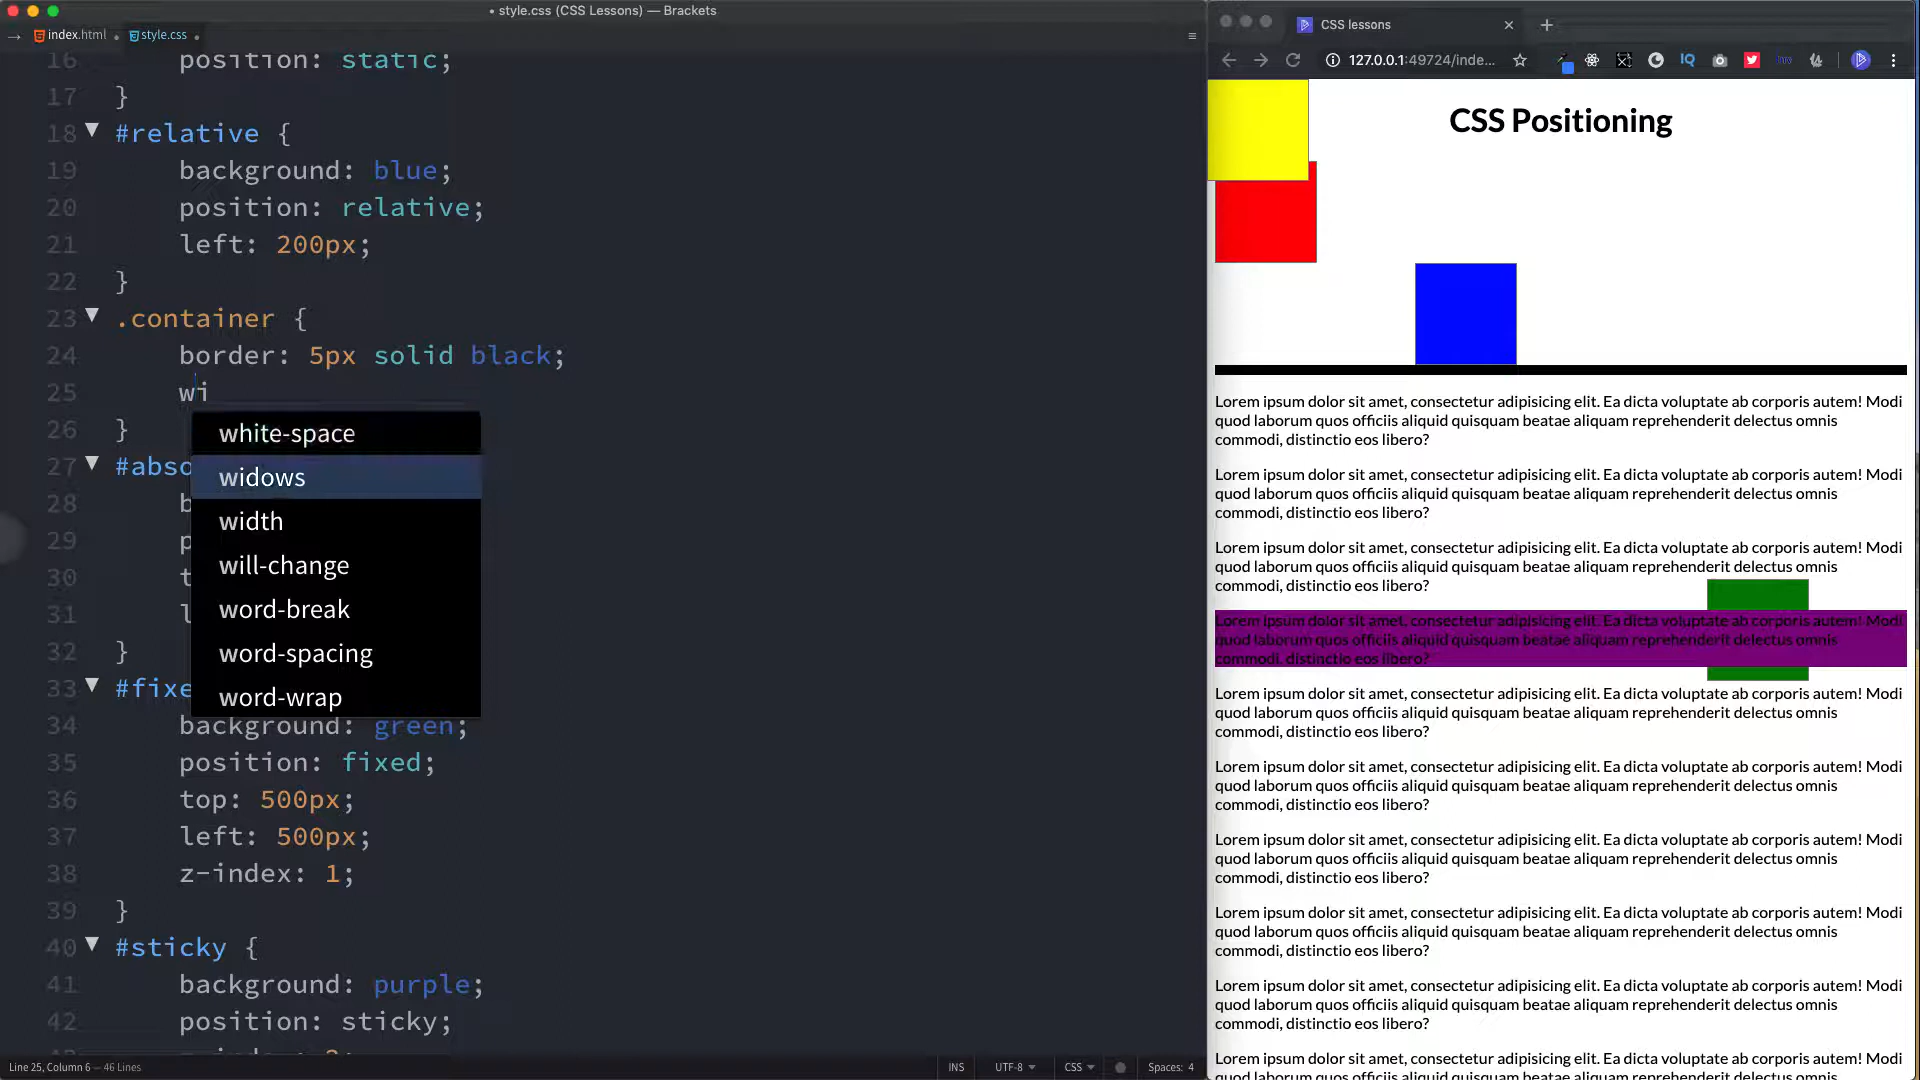 • style.css (CSS Lessons) — Brackets
index.html • style.css •
16 position: static;
17 }
18 #relative {
19 background: blue;
20 position: relative;
21 left: 200px;
22 }
23 .container {
24 border: 5px solid black;
25 wi
white-space
26 }
27 #abso
widows
28 b
width
29 p
will-change
30 t
word-break
31 l
32 }
word-spacing
33 #fixe
word-wrap
34 background: green;
35 position: fixed;
36 top: 500px;
37 left: 500px;
38 z-index: 1;
39 }
40 #sticky {
41 background: purple;
42 position: sticky;
Line 25, Column 6 — 46 Lines
INS UTF-8 CSS Spaces: 4
CSS lessons
127.0.0.1:49724/inde...
IQ
CSS Positioning
Lorem ipsum dolor sit amet, consectetur adipisicing elit. Ea dicta voluptate ab corporis autem! Modi
quod laborum quos officiis aliquid quisquam beatae aliquam reprehenderit delectus omnis
commodi, distinctio eos libero?
Lorem ipsum dolor sit amet, consectetur adipisicing elit. Ea dicta voluptate ab corporis autem! Modi
quod laborum quos officiis aliquid quisquam beatae aliquam reprehenderit delectus omnis
commodi, distinctio eos libero?
Lorem ipsum dolor sit amet, consectetur adipisicing elit. Ea dicta voluptate ab corporis autem! Modi
quod laborum quos officiis aliquid quisquam beatae aliquam reprehenderit delectus omnis
commodi, distinctio eos libero?
Lorem ipsum dolor sit amet, consectetur adipisicing elit. Ea dicta voluptate ab corporis autem! Modi
quod laborum quos officiis aliquid quisquam beatae aliquam reprehenderit delectus omnis
commodi, distinctio eos libero?
Lorem ipsum dolor sit amet, consectetur adipisicing elit. Ea dicta voluptate ab corporis autem! Modi
quod laborum quos officiis aliquid quisquam beatae aliquam reprehenderit delectus omnis
commodi, distinctio eos libero?
Lorem ipsum dolor sit amet, consectetur adipisicing elit. Ea dicta voluptate ab corporis autem! Modi
quod laborum quos officiis aliquid quisquam beatae aliquam reprehenderit delectus omnis
commodi, distinctio eos libero?
Lorem ipsum dolor sit amet, consectetur adipisicing elit. Ea dicta voluptate ab corporis autem! Modi
quod laborum quos officiis aliquid quisquam beatae aliquam reprehenderit delectus omnis
commodi, distinctio eos libero?
Lorem ipsum dolor sit amet, consectetur adipisicing elit. Ea dicta voluptate ab corporis autem! Modi
quod laborum quos officiis aliquid quisquam beatae aliquam reprehenderit delectus omnis
commodi, distinctio eos libero?
Lorem ipsum dolor sit amet, consectetur adipisicing elit. Ea dicta voluptate ab corporis autem! Modi
quod laborum quos officiis aliquid quisquam beatae aliquam reprehenderit delectus omnis
commodi, distinctio eos libero?
Lorem ipsum dolor sit amet, consectetur adipisicing elit. Ea dicta voluptate ab corporis autem! Modi